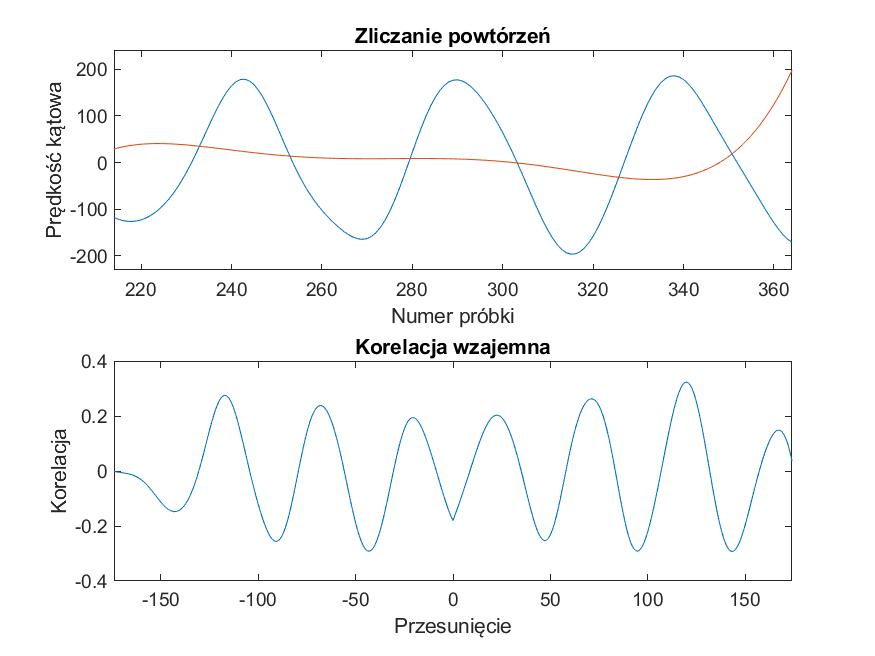 Zliczanie powtórzeń
200
100
0
-100
-200
Prędkość kątowa
220 240 260 280 300 320 340 360
Numer próbki
Korelacja wzajemna
0.4
0.2
0
-0.2
-0.4
Korelacja
-150 -100 -50 0 50 100 150
Przesunięcie